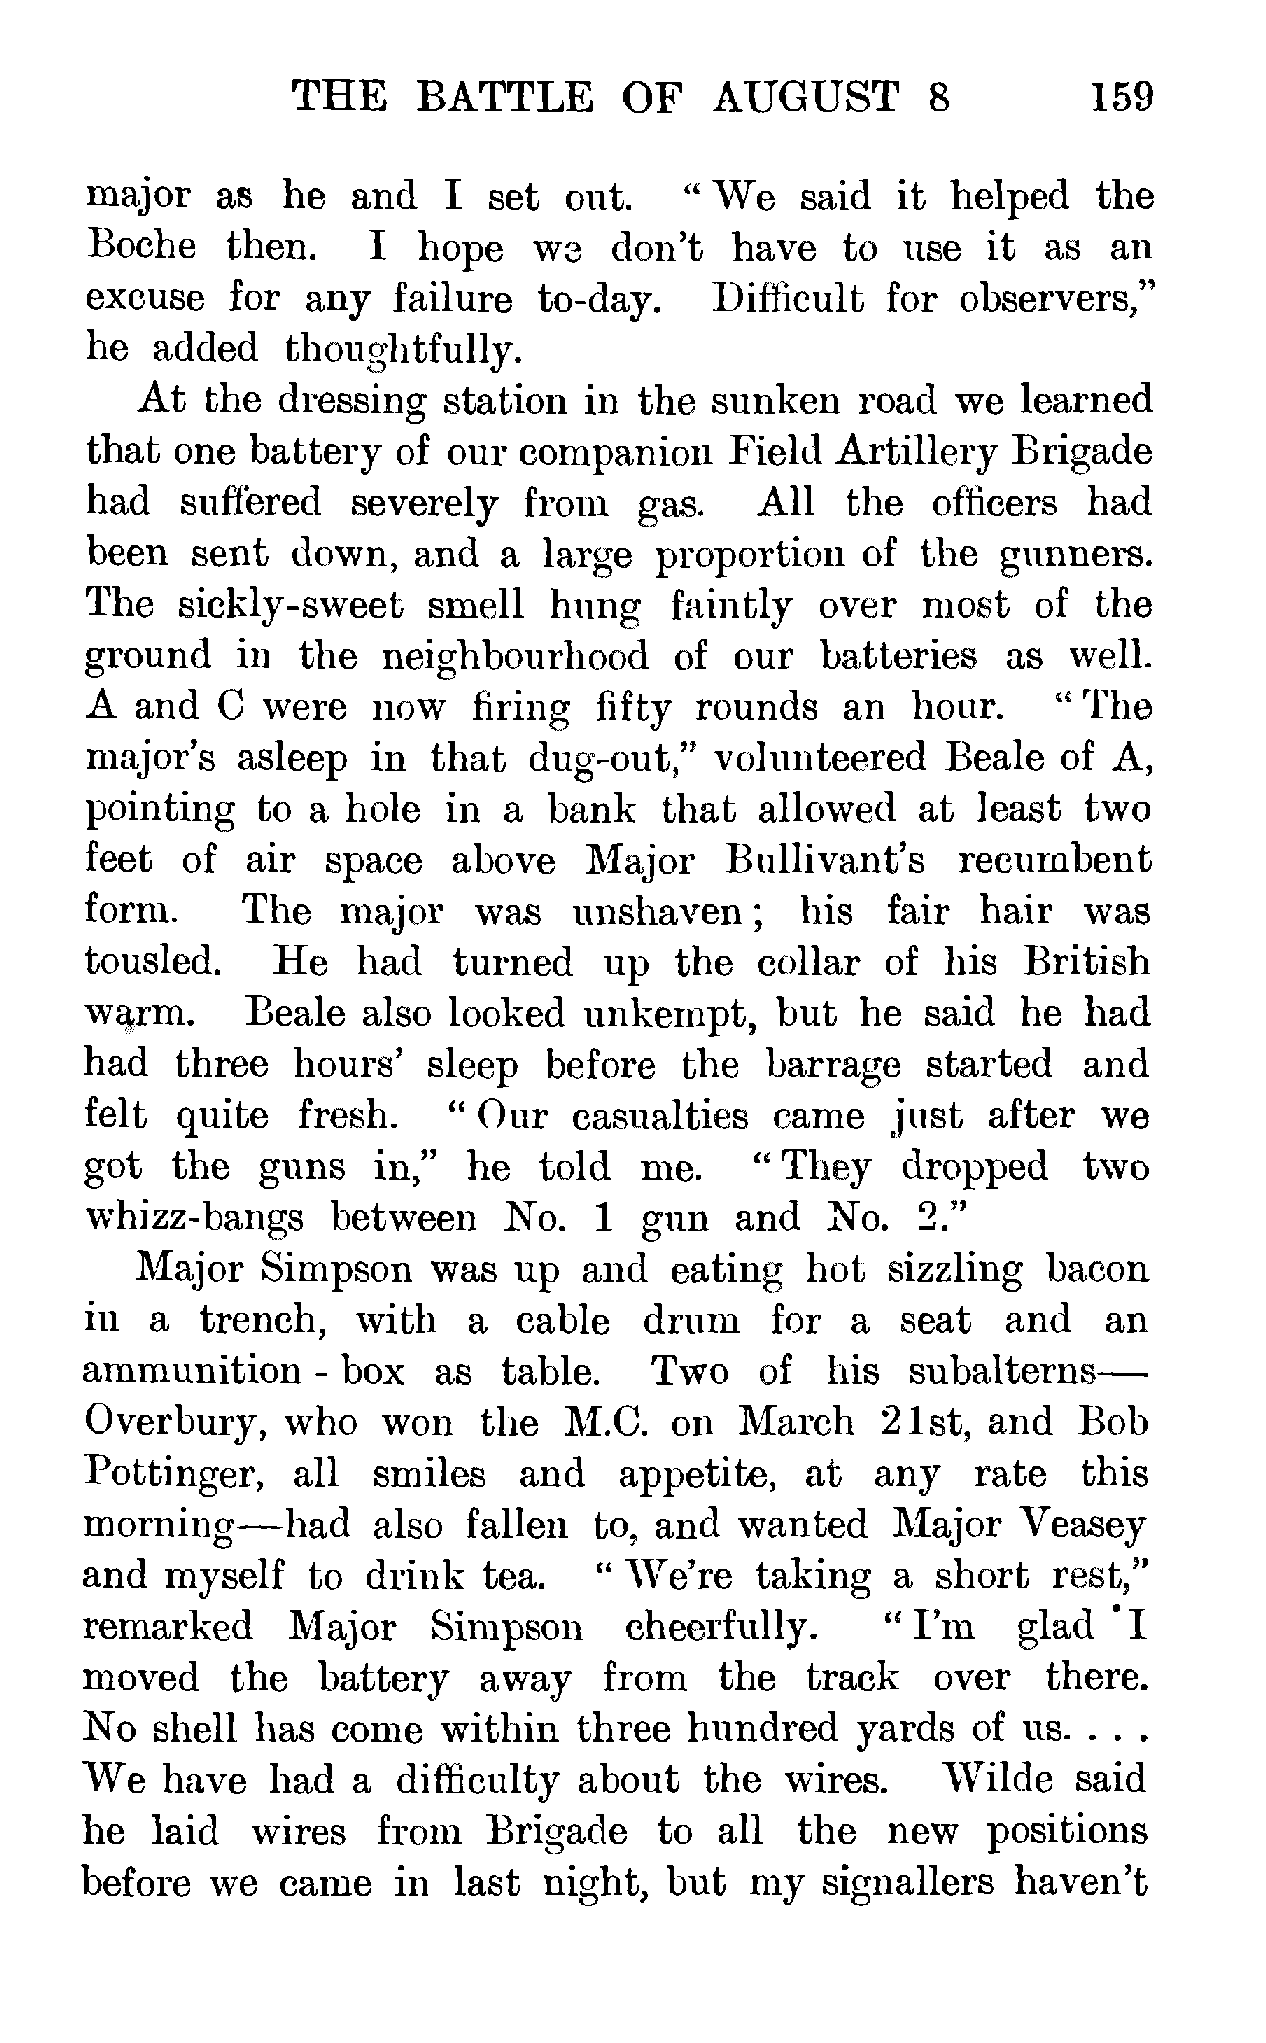 THE BATTLE OF AUGUST 8 159
major as he and I set out. “ We said it helped the
Boche then. I hope we don’t have to use it as an
excuse for any failure to-day. Difficult for observers,”
he added thoughtfully.
At the dressing station in the sunken road we learned
that one battery of our companion Field Artillery Brigade
had suffered severely from gas. All the officers had
been sent down, and a large proportion of the gunners.
The sickly-sweet smell hung faintly over most of the
ground in the neighbourhood of our batteries as well.
A and C were now firing fifty rounds an hour. “ The
major’s asleep in that dug-out,” volunteered Beale of A,
pointing to a hole in a bank that allowed at least two
feet of air space above Major Bullivant’s recumbent
form. The major was unshaven ; his fair hair was
tousled. He had turned up the collar of his British
warm. Beale also looked unkempt, but he said he had
had three hours’ sleep before the barrage started and
felt quite fresh. “ Our casualties came just after we
got the guns in,” he told me. “ They dropped two
whizz-bangs between No. 1 gun and No. 2.”
Major Simpson was up and eating hot sizzling bacon
in a trench, with a cable drum for a seat and an
ammunition - box as table. Two of his subalterns—
Overbury, who won the M.C. on March 21st, and Bob
Pottinger, all smiles and appetite, at any rate this
morning—had also fallen to, and wanted Major Veasey
and myself to drink tea. “ We’re taking a short rest,”
remarked Major Simpson cheerfully. “ I’m glad I
moved the battery away from the track over there.
No shell has come within three hundred yards of us. . . .
We have had a difficulty about the wires. Wilde said
he laid wires from Brigade to all the new positions
before we came in last night, but my signallers haven’t